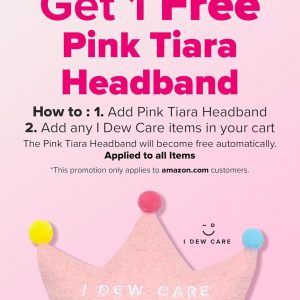 Get 1 Free
Pink Tiara
Headband
How to : 1. Add Pink Tiara Headband
2. Add any I Dew Care items in your cart
The Pink Tiara Headband will become free automatically.
Applied to all Items
*This promotion only applies to amazon.com customers.
I DEW CARE
I DEW CARE